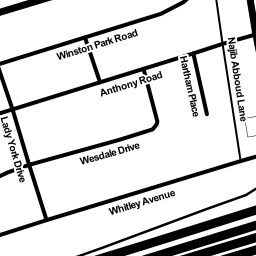 Winston Park Road
Najib Abboud Lane
Hartham Place
Anthony Road
Lady York Drive
Wesdale Drive
Whitley Avenue